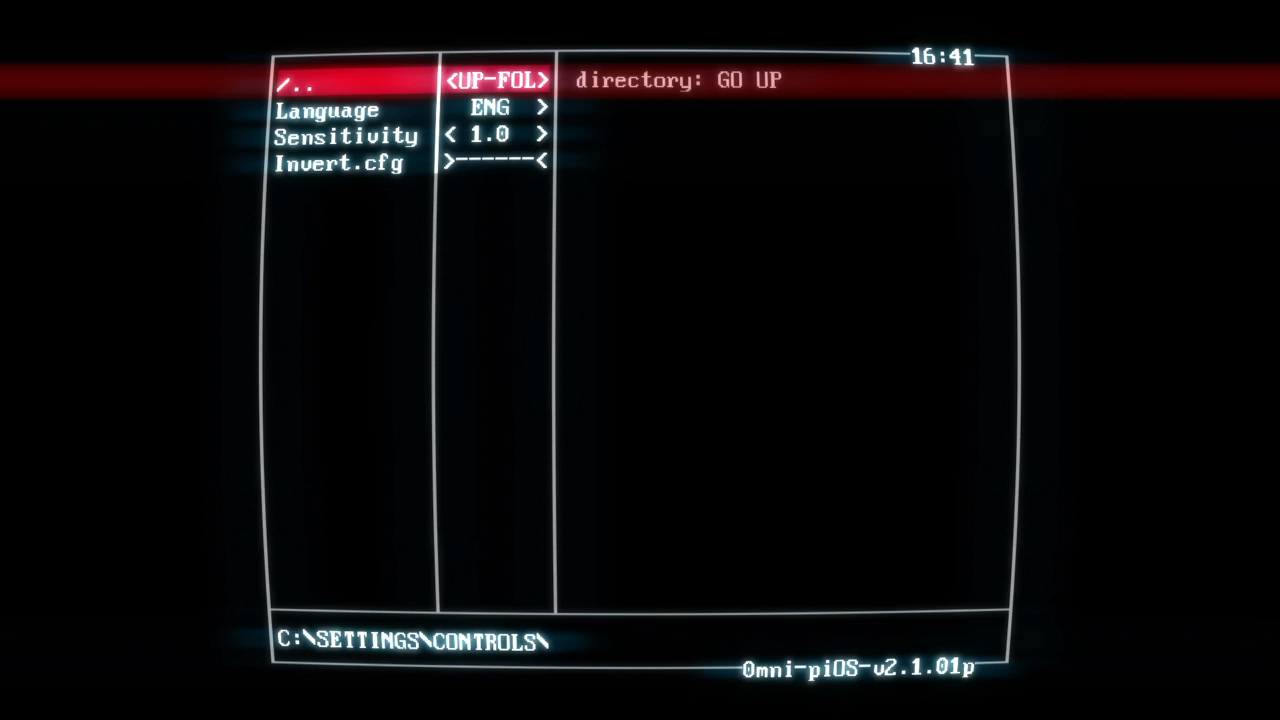 16:41
/.. <UP-FOL> directory: GO UP
Language ENG >
Sensitivity < 1.0 >
Invert.cfg >------<
C:\SETTINGS\CONTROLS\
0mni-piOS-v2.1.01p